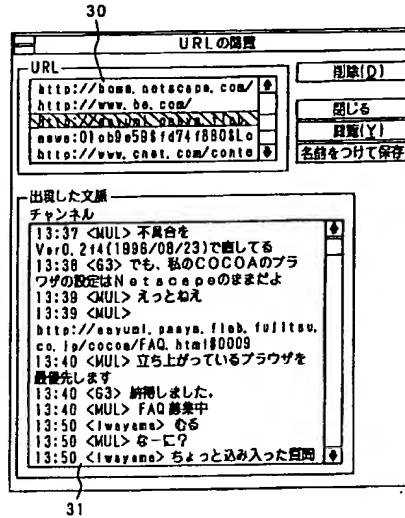 30
URLの閲覧
URL
http://home.netscape.com/
http://www.be.com/
news:01bb9e59$fd74f880$Lo
http://www.cnet.com/conte
削除(D)
閉じる
閲覧(Y)
名前をつけて保存
出現した文脈
チャンネル
13:37 <MUL> 不具合を
Ver0.2f4(1996/08/23)で直してる
13:38 <G3> でも、私のCOCOAのブラ
ウザの設定はNetscapeのままだよ
13:39 <MUL> えっとねえ
13:39 <MUL>
http://sayumi.paaya.flab.fujitsu.
co.jp/cocoa/FAQ.html#0009
13:40 <MUL> 立ち上がっているブラウザを
最優先します
13:40 <G3> 納得しました.
13:40 <MUL> FAQ募集中
13:50 <iwayama> むる
13:50 <MUL> なーに?
13:50 <iwayama> ちょっと込み入った質問
31